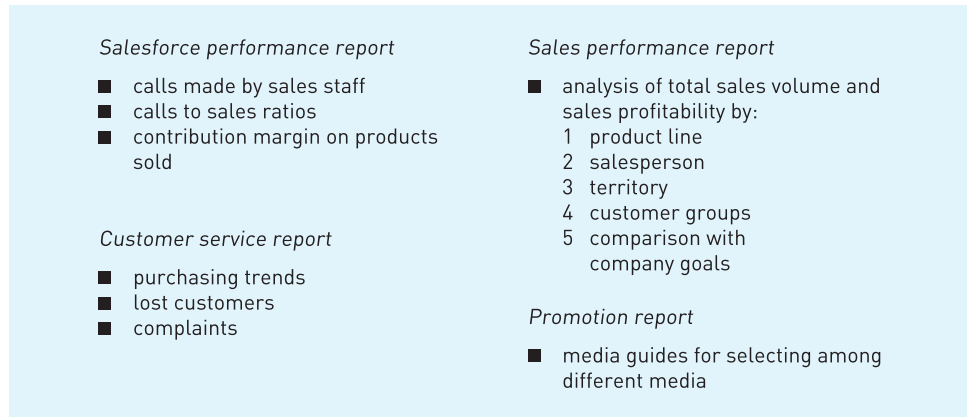 Salesforce performance report
■ calls made by sales staff
■ calls to sales ratios
■ contribution margin on products
sold
Customer service report
■ purchasing trends
■ lost customers
■ complaints
Sales performance report
■ analysis of total sales volume and
sales profitability by:
1 product line
2 salesperson
3 territory
4 customer groups
5 comparison with
company goals
Promotion report
■ media guides for selecting among
different media